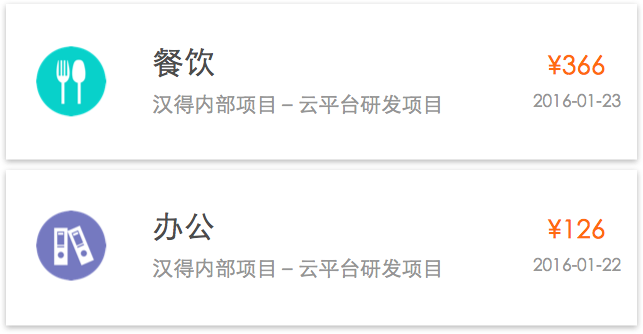 餐饮
¥366
汉得内部项目 – 云平台研发项目
2016-01-23
办公
¥126
汉得内部项目 – 云平台研发项目
2016-01-22